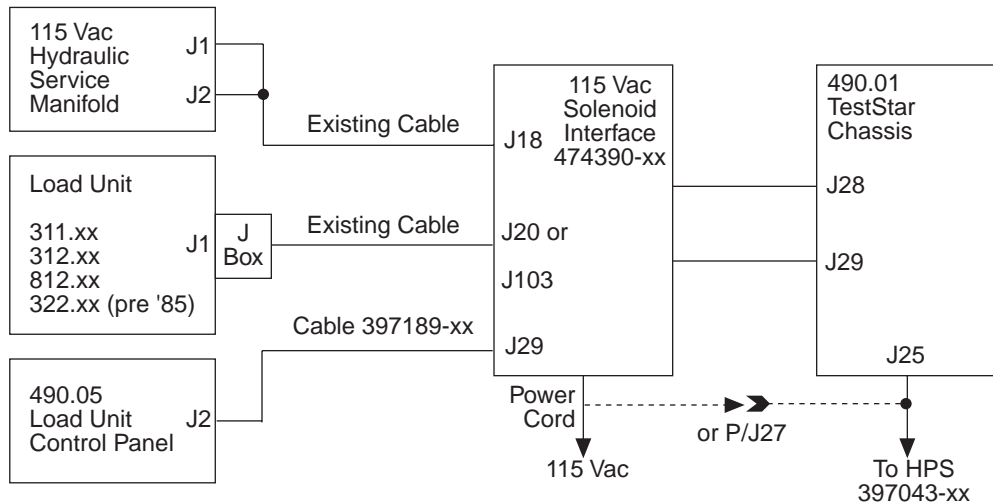 115 Vac
Hydraulic
Service
Manifold
J1
J2
Existing Cable
Load Unit
311.xx
312.xx
812.xx
322.xx (pre '85)
J1
J
Box
Existing Cable
490.05
Load Unit
Control Panel
J2
Cable 397189-xx
115 Vac
Solenoid
Interface
474390-xx
J18
J20 or
J103
J29
Power
Cord
115 Vac
or P/J27
490.01
TestStar
Chassis
J28
J29
J25
To HPS
397043-xx